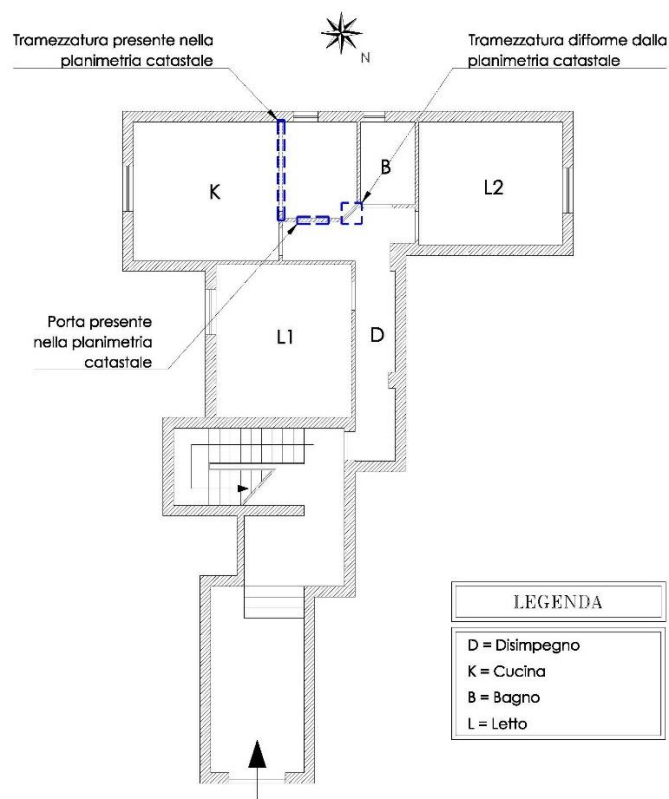 Tramezzatura presente nella
planimetria catastale
N
Tramezzatura difforme dalla
planimetria catastale
K
B
L2
Porta presente
nella planimetria
catastale
L1
D
LEGENDA
D = Disimpegno
K = Cucina
B = Bagno
L = Letto